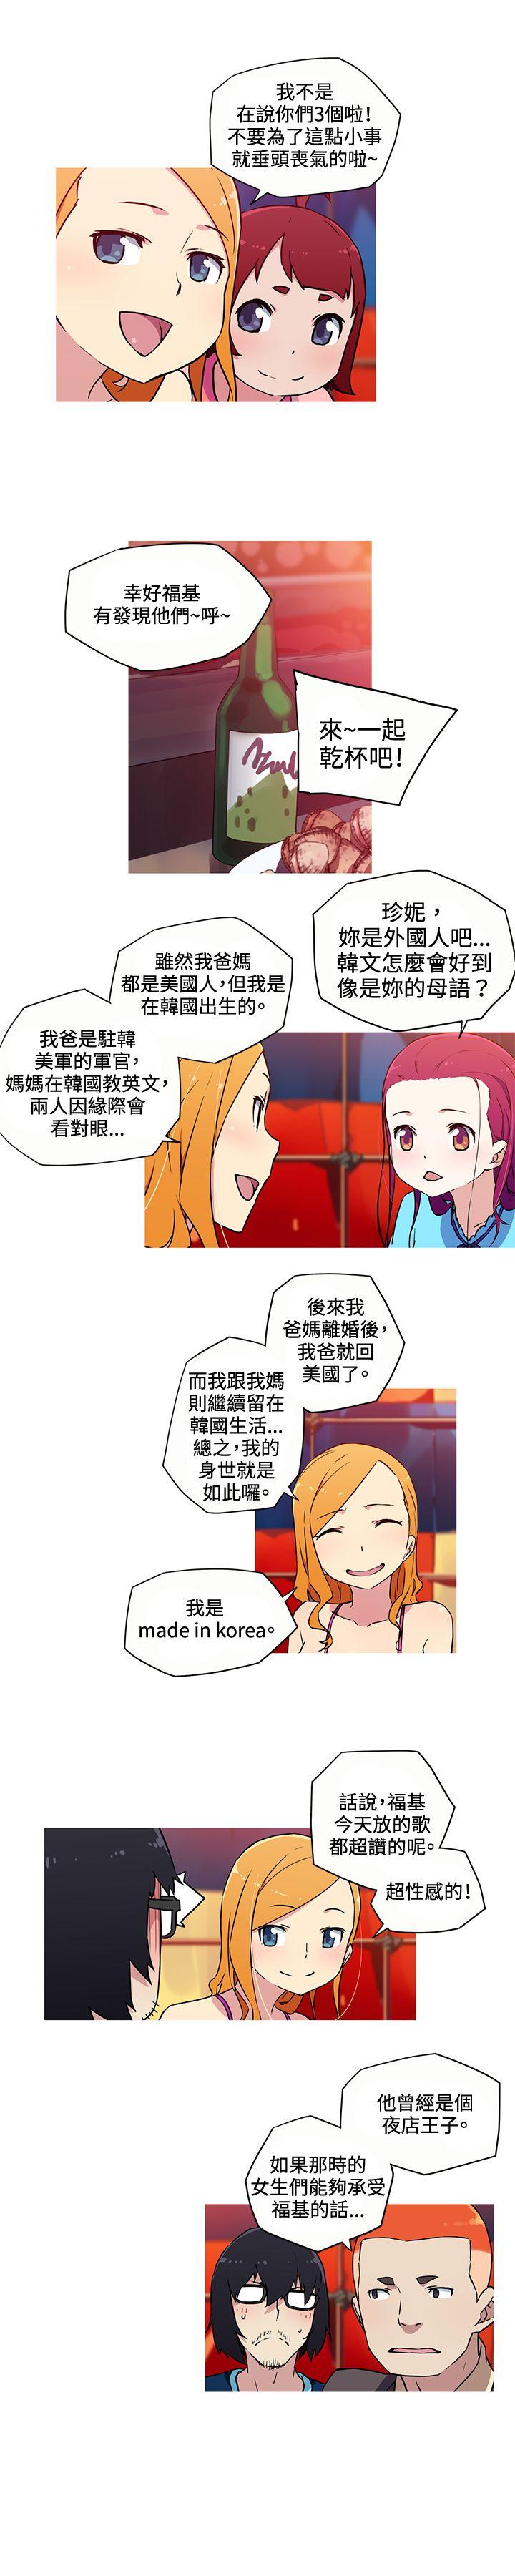 我不是
在說你們3個啦!
不要為了這點小事
就垂頭喪氣的啦~
幸好福基
有發現他們~呼~
來~一起
乾杯吧!
珍妮，
妳是外國人吧...
韓文怎麼會好到
像是妳的母語？
雖然我爸媽
都是美國人，但我是
在韓國出生的。
我爸是駐韓
美軍的軍官，
媽媽在韓國教英文，
兩人因緣際會
看對眼...
後來我
爸媽離婚後，
我爸就回
美國了。
而我跟我媽
則繼續留在
韓國生活...
總之，我的
身世就是
如此囉。
我是
made in korea。
話說，福基
今天放的歌
都超讚的呢。
超性感的!
他曾經是個
夜店王子。
如果那時的
女生們能夠承受
福基的話...